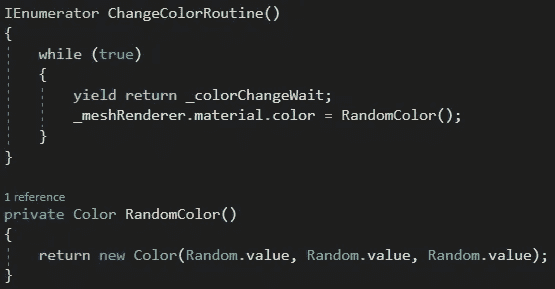 IEnumerator ChangeColorRoutine()
{
while (true)
{
yield return _colorChangeWait;
_meshRenderer.material.color = RandomColor();
}
}
1 reference
private Color RandomColor()
{
return new Color(Random.value, Random.value, Random.value);
}